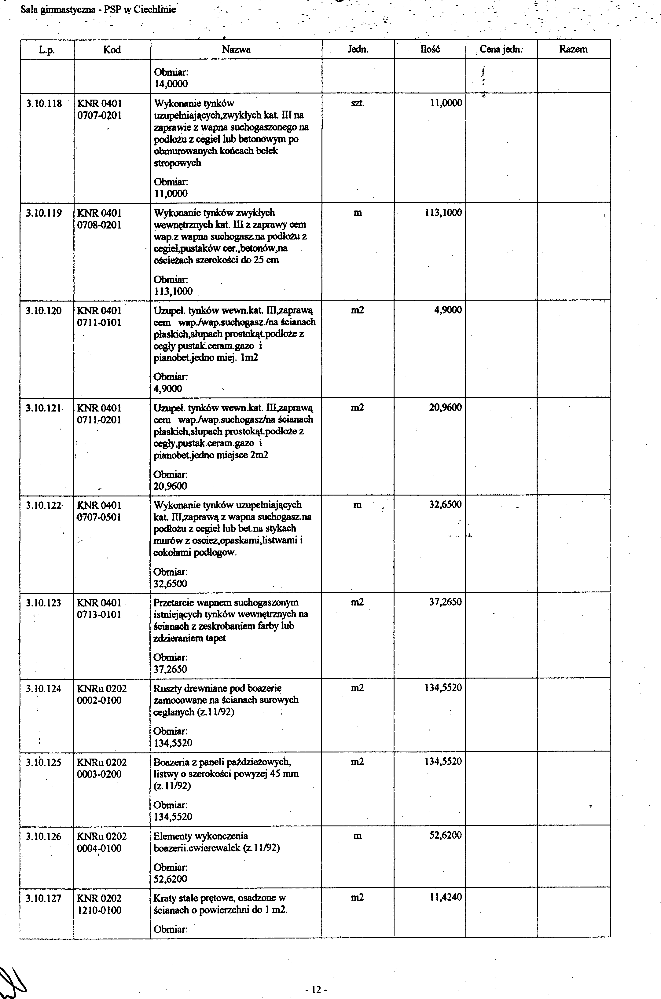 Sala gimnastyczna - PSP w Ciechlinie
L.p. Kod Nazwa Jedn. Ilość Cena jedn. Razem
Obmiar:
14,0000
3.10.118 KNR 0401 Wykonanie tynków szt. 11,0000
0707-0201 uzupełniających,zwykłych kat. III na
zaprawie z wapna suchogaszonego na
podłożu z cegieł lub betonowym po
obmurowanych końcach belek
stropowych
Obmiar:
11,0000
3.10.119 KNR 0401 Wykonanie tynków zwykłych m 113,1000
0708-0201 wewnętrznych kat. III z zaprawy cem
wap.z wapna suchogasz.na podłożu z
cegieł,pustaków cer.,betonów,na
ościeżach szerokości do 25 cm
Obmiar:
113,1000
3.10.120 KNR 0401 Uzupeł. tynków wewn.kat. III,zaprawą m2 4,9000
0711-0101 cem wap./wap.suchogasz./na ścianach
płaskich,słupach prostokąt.podłoże z
cegły pustak.ceram.gazo i
pianobet.jedno miej. 1m2
Obmiar:
4,9000
3.10.121 KNR 0401 Uzupeł. tynków wewn.kat. III,zaprawą m2 20,9600
0711-0201 cem wap./wap.suchogasz/na ścianach
płaskich,słupach prostokąt.podłoże z
cegły,pustak.ceram.gazo i
pianobet.jedno miejsce 2m2
Obmiar:
20,9600
3.10.122 KNR 0401 Wykonanie tynków uzupełniających m 32,6500
0707-0501 kat. III,zaprawą z wapna suchogasz.na
podłożu z cegieł lub bet.na stykach
murów z osciez,opaskami,listwami i
cokołami podlogow.
Obmiar:
32,6500
3.10.123 KNR 0401 Przetarcie wapnem suchogaszonym m2 37,2650
0713-0101 istniejących tynków wewnętrznych na
ścianach z zeskrobaniem farby lub
zdzieraniem tapet
Obmiar:
37,2650
3.10.124 KNRu 0202 Ruszty drewniane pod boazerię m2 134,5520
0002-0100 zamocowane na ścianach surowych
ceglanych (z.11/92)
Obmiar:
134,5520
3.10.125 KNRu 0202 Boazeria z paneli paździeżowych, m2 134,5520
0003-0200 listwy o szerokości powyzej 45 mm
(z.11/92)
Obmiar:
134,5520
3.10.126 KNRu 0202 Elementy wykonczenia m 52,6200
0004-0100 boazerii.cwiercwalek (z.11/92)
Obmiar:
52,6200
3.10.127 KNR 0202 Kraty stałe prętowe, osadzone w m2 11,4240
1210-0100 ścianach o powierzchni do 1 m2.
Obmiar:
- 12 -